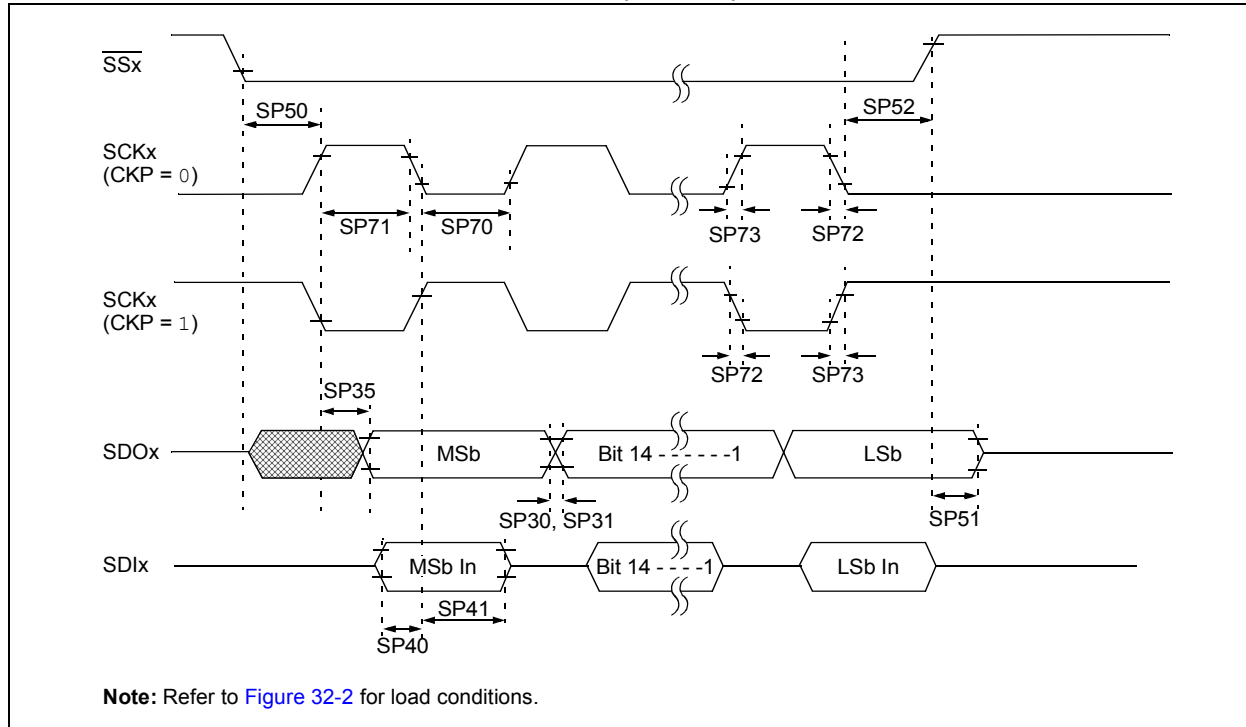 SSx
SP50
SP52
SCKx
(CKP = 0)
SP71
SP70
SP73
SP72
SCKx
(CKP = 1)
SP72
SP73
SP35
SDOx
MSb
Bit 14 - - - - - -1
LSb
SP30, SP31
SP51
SDIx
MSb In
Bit 14 - - - -1
LSb In
SP41
SP40
Note: Refer to Figure 32-2 for load conditions.